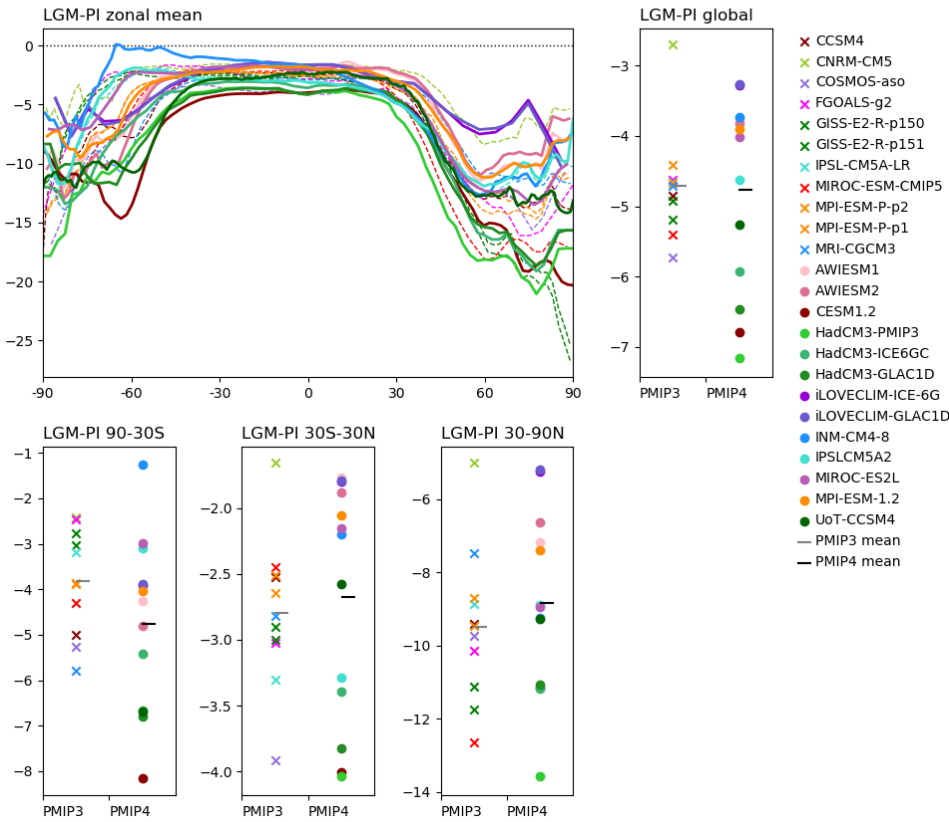 LGM-PI zonal mean
0
−5
−10
−15
−20
−25
-90
-60
-30
0
30
60
90
LGM-PI global
−3
−4
−5
−6
−7
PMIP3
PMIP4
CCSM4
CNRM-CM5
COSMOS-aso
FGOALS-g2
GISS-E2-R-p150
GISS-E2-R-p151
IPSL-CM5A-LR
MIROC-ESM-CMIP5
MPI-ESM-P-p2
MPI-ESM-P-p1
MRI-CGCM3
AWIESM1
AWIESM2
CESM1.2
HadCM3-PMIP3
HadCM3-ICE6GC
HadCM3-GLAC1D
iLOVECLIM-ICE-6G
iLOVECLIM-GLAC1D
INM-CM4-8
IPSLCM5A2
MIROC-ES2L
MPI-ESM-1.2
UoT-CCSM4
PMIP3 mean
PMIP4 mean
LGM-PI 90-30S
−1
−2
−3
−4
−5
−6
−7
−8
PMIP3
PMIP4
LGM-PI 30S-30N
−2.0
−2.5
−3.0
−3.5
−4.0
PMIP3
PMIP4
LGM-PI 30-90N
−6
−8
−10
−12
−14
PMIP3
PMIP4